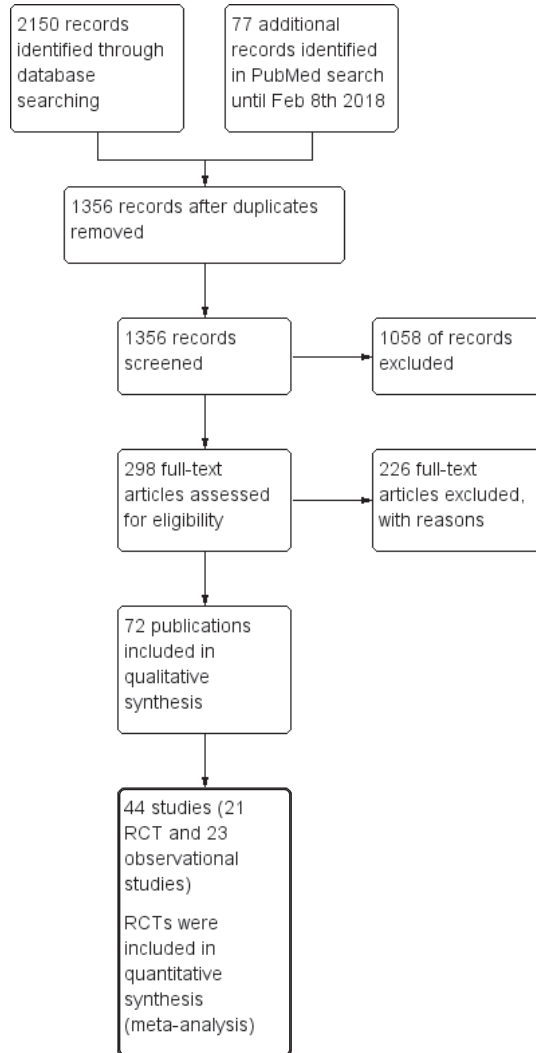 2150 records
identified through
database
searching
77 additional
records identified
in PubMed search
until Feb 8th 2018
1356 records after duplicates
removed
1356 records
screened
1058 of records
excluded
298 full-text
articles assessed
for eligibility
226 full-text
articles excluded,
with reasons
72 publications
included in
qualitative
synthesis
44 studies (21
RCT and 23
observational
studies)
RCTs were
included in
quantitative
synthesis
(meta-analysis)